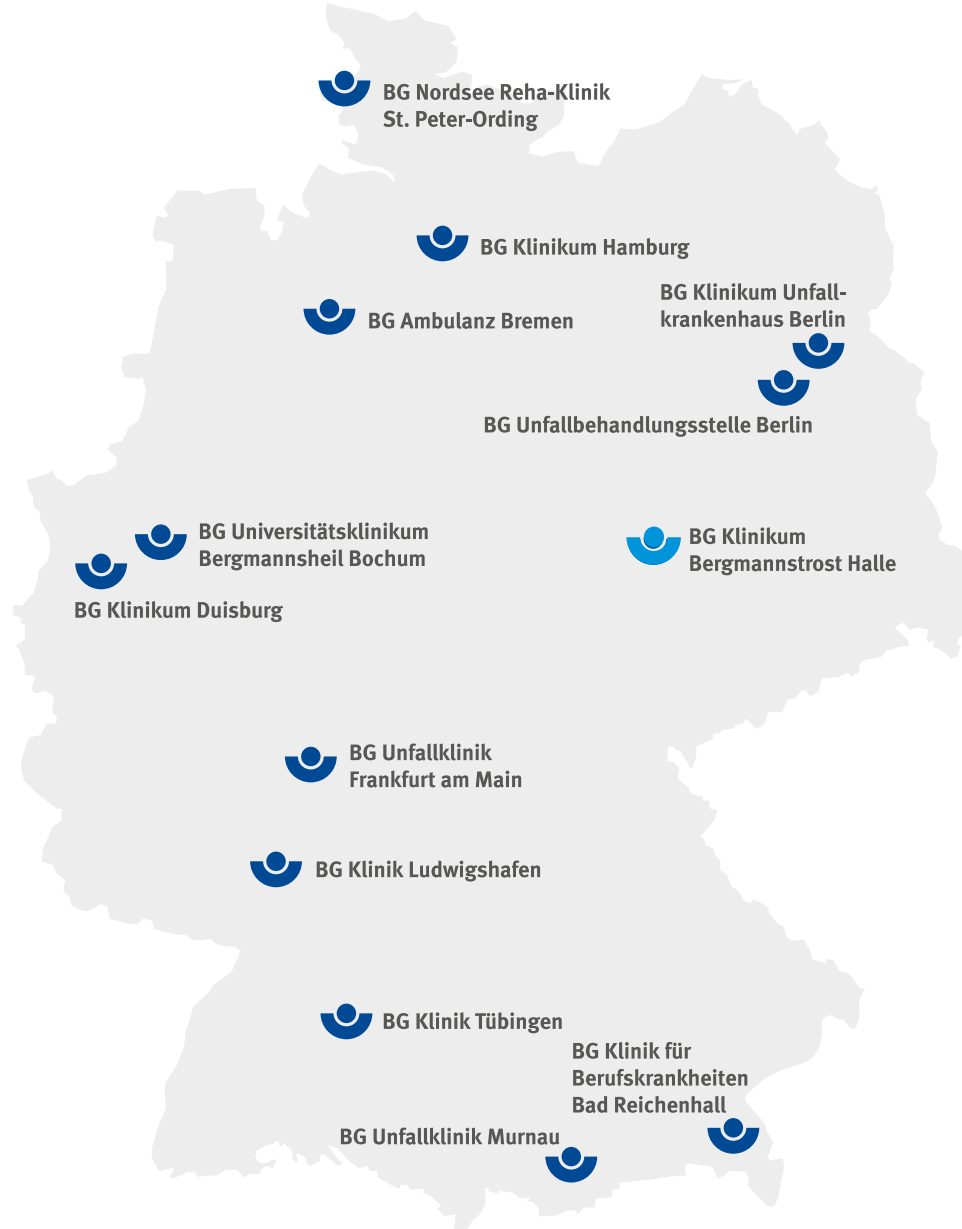 BG Nordsee Reha-Klinik
St. Peter-Ording
BG Klinikum Hamburg
BG Klinikum Unfall-
krankenhaus Berlin
BG Ambulanz Bremen
BG Unfallbehandlungsstelle Berlin
BG Universitätsklinikum
Bergmannsheil Bochum
BG Klinikum
Bergmannstrost Halle
BG Klinikum Duisburg
BG Unfallklinik
Frankfurt am Main
BG Klinik Ludwigshafen
BG Klinik Tübingen
BG Klinik für
Berufskrankheiten
Bad Reichenhall
BG Unfallklinik Murnau